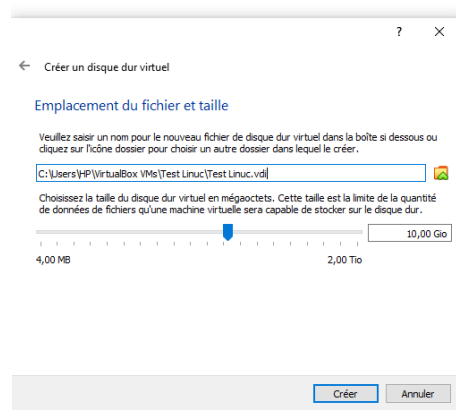 ?
Créer un disque dur virtuel
Emplacement du fichier et taille
Veuillez saisir un nom pour le nouveau fichier de disque dur virtuel dans la boîte si dessous ou
cliquez sur l'icône dossier pour choisir un autre dossier dans lequel le créer.
C:\Users\HP\VirtualBox VMs\Test Linuc\Test Linuc.vdi
Choisissez la taille du disque dur virtuel en mégaoctets. Cette taille est la limite de la quantité
de données de fichiers qu'une machine virtuelle sera capable de stocker sur le disque dur.
10,00 Gio
4,00 MB 2,00 Tio
Créer Annuler